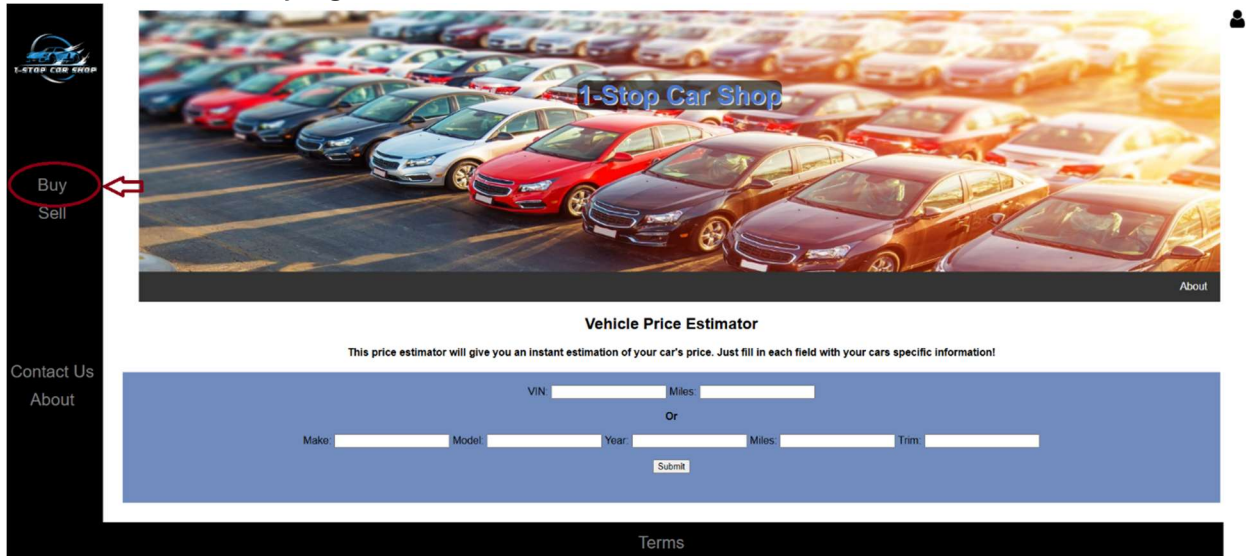 1-STOP CAR SHOP
1-Stop Car Shop
Buy
Sell
About
Vehicle Price Estimator
This price estimator will give you an instant estimation of your car's price. Just fill in each field with your cars specific information!
Contact Us
About
VIN: Miles:
Or
Make: Model: Year: Miles: Trim:
Submit
Terms